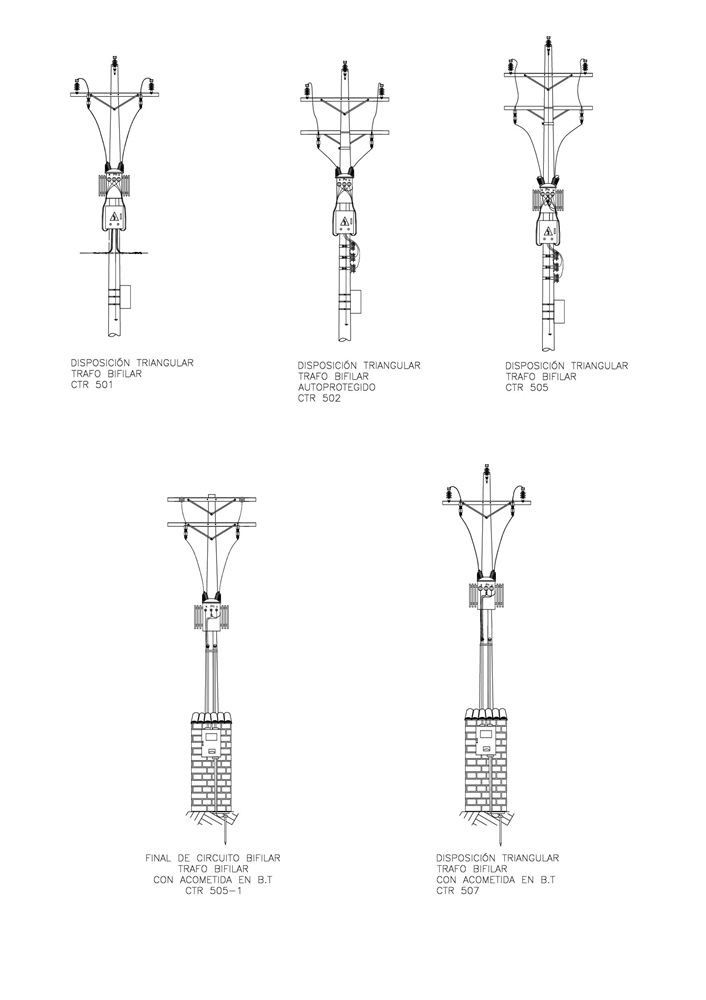 DISPOSICIÓN TRIANGULAR
TRAFO BIFILAR
CTR 501
DISPOSICIÓN TRIANGULAR
TRAFO BIFILAR
AUTOPROTEGIDO
CTR 502
DISPOSICIÓN TRIANGULAR
TRAFO BIFILAR
CTR 505
FINAL DE CIRCUITO BIFILAR
TRAFO BIFILAR
CON ACOMETIDA EN B.T
CTR 505-1
DISPOSICIÓN TRIANGULAR
TRAFO BIFILAR
CON ACOMETIDA EN B.T
CTR 507